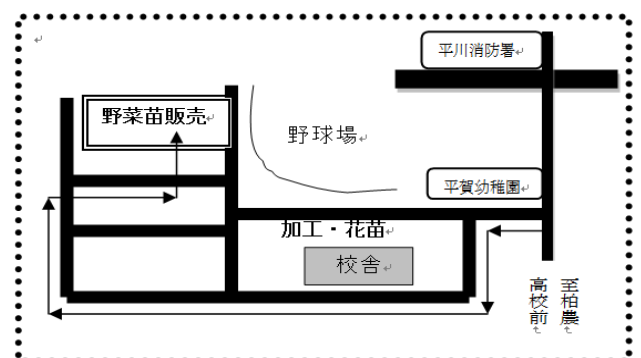 平川消防署
野菜苗販売
野球場
平賀幼稚園
加工・花苗
校舎
至柏農
高校前